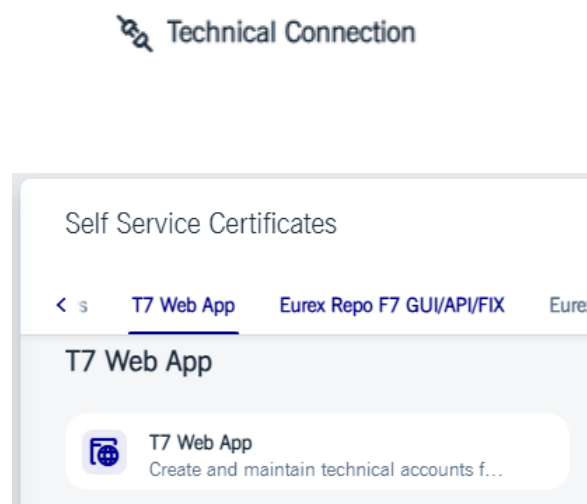 Technical Connection
Self Service Certificates
s T7 Web App Eurex Repo F7 GUI/API/FIX Eurex
T7 Web App
T7 Web App
Create and maintain technical accounts f...